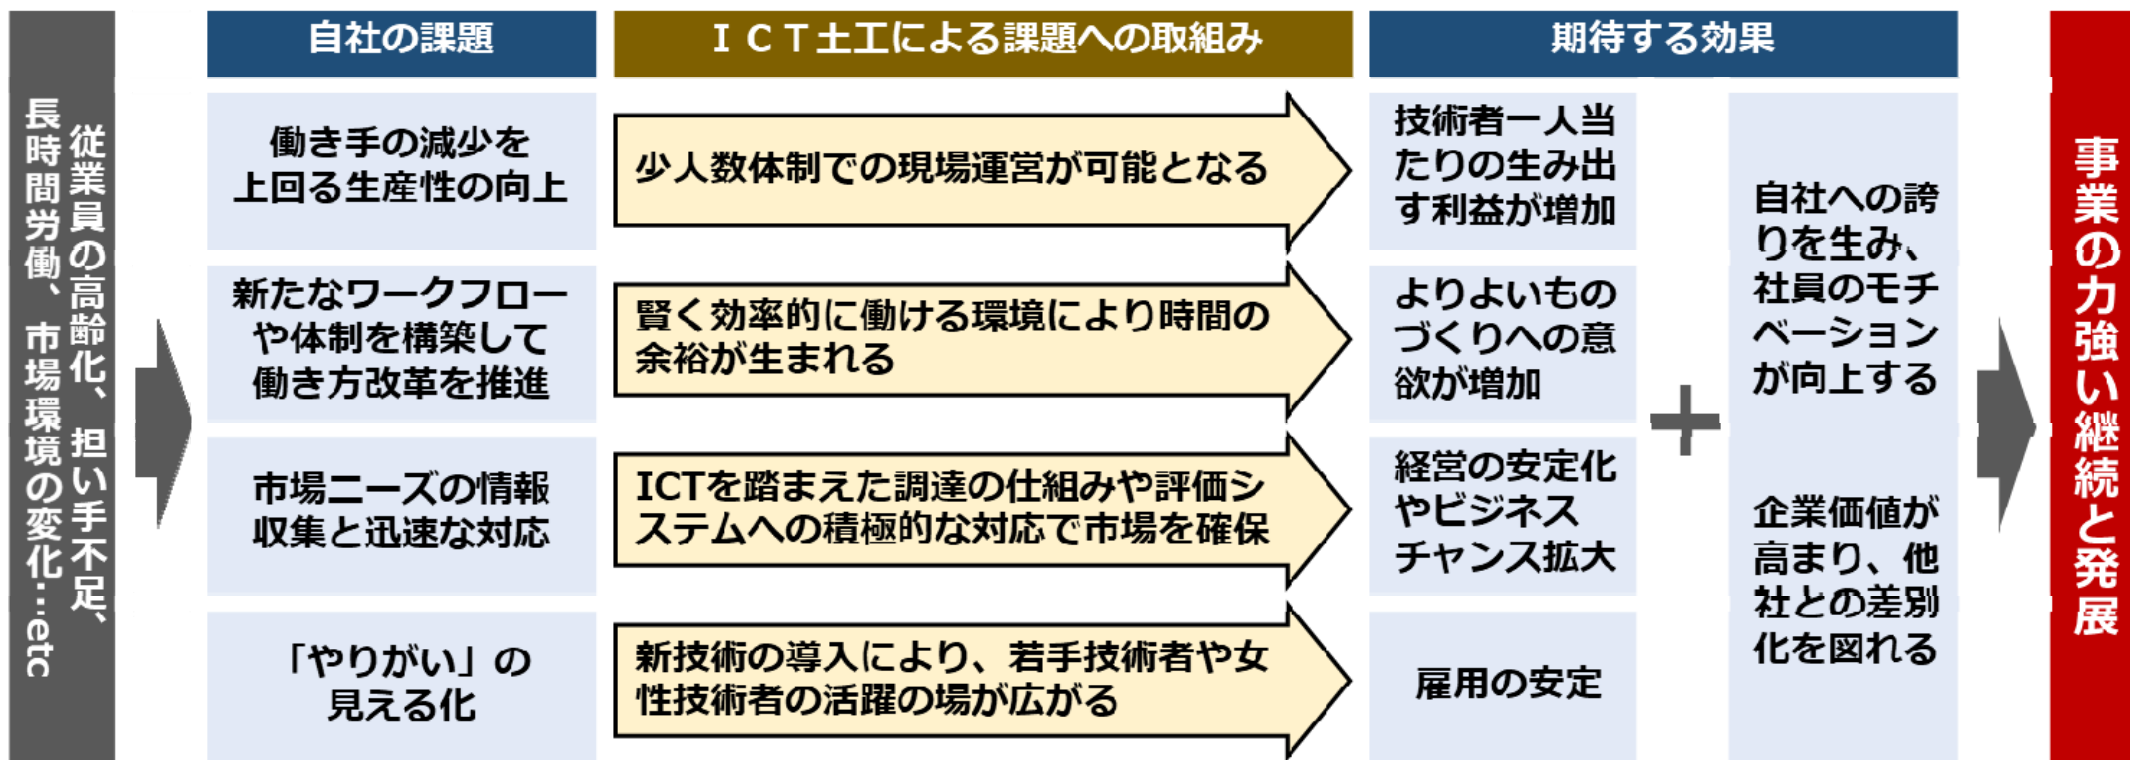 従業員の高齢化、担い手不足、
長時間労働、市場環境の変化…etc
自社の課題
働き手の減少を
上回る生産性の向上
新たなワークフロー
や体制を構築して
働き方改革を推進
市場ニーズの情報
収集と迅速な対応
「やりがい」の
見える化
ＩＣＴ土工による課題への取組み
少人数体制での現場運営が可能となる
賢く効率的に働ける環境により時間の
余裕が生まれる
ICTを踏まえた調達の仕組みや評価シ
ステムへの積極的な対応で市場を確保
新技術の導入により、若手技術者や女
性技術者の活躍の場が広がる
期待する効果
技術者一人当
たりの生み出
す利益が増加
よりよいもの
づくりへの意
欲が増加
経営の安定化
やビジネス
チャンス拡大
雇用の安定
＋
自社への誇
りを生み、
社員のモチ
ベーション
が向上する
企業価値が
高まり、他
社との差別
化を図れる
事業の力強い継続と発展